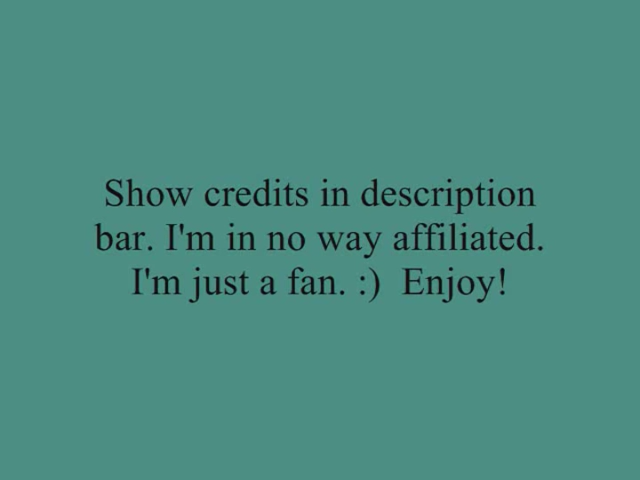 Show credits in description
bar. I'm in no way affiliated.
I'm just a fan. :)  Enjoy!